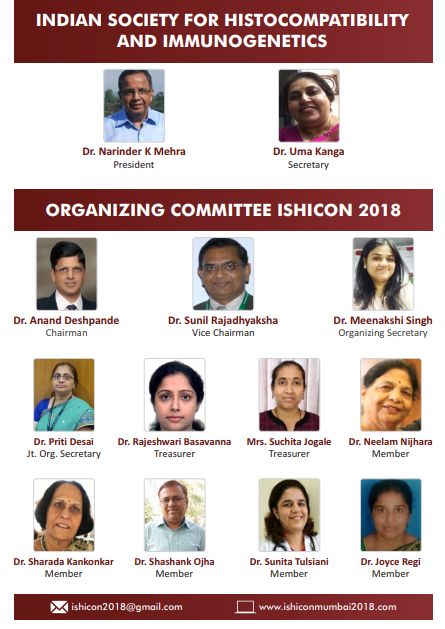 INDIAN SOCIETY FOR HISTOCOMPATIBILITY
AND IMMUNOGENETICS
Dr. Narinder K Mehra
President
Dr. Uma Kanga
Secretary
ORGANIZING COMMITTEE ISHICON 2018
Dr. Anand Deshpande
Chairman
Dr. Sunil Rajadhyaksha
Vice Chairman
Dr. Meenakshi Singh
Organizing Secretary
Dr. Priti Desai
Jt. Org. Secretary
Dr. Rajeshwari Basavanna
Treasurer
Mrs. Suchita Jogale
Treasurer
Dr. Neelam Nijhara
Member
Dr. Sharada Kankonkar
Member
Dr. Shashank Ojha
Member
Dr. Sunita Tulsiani
Member
Dr. Joyce Regi
Member
ishicon2018@gmail.com
www.ishiconmumbai2018.com